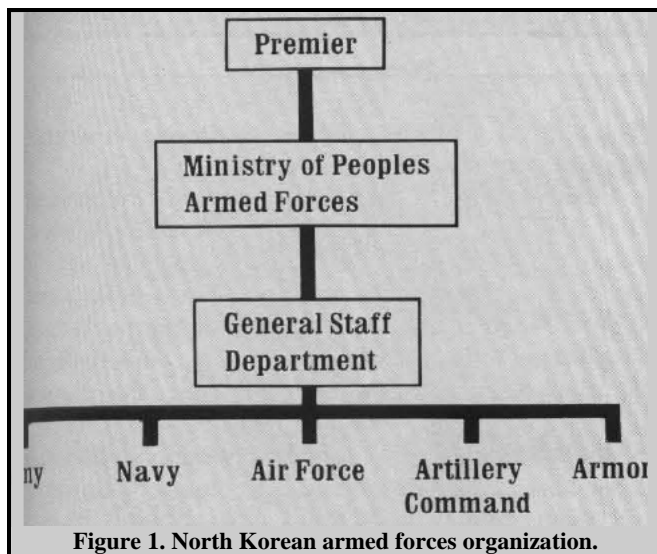 Premier
Ministry of Peoples
Armed Forces
General Staff
Department
Navy
Air Force
Artillery
Command
Figure 1. North Korean armed forces organization.